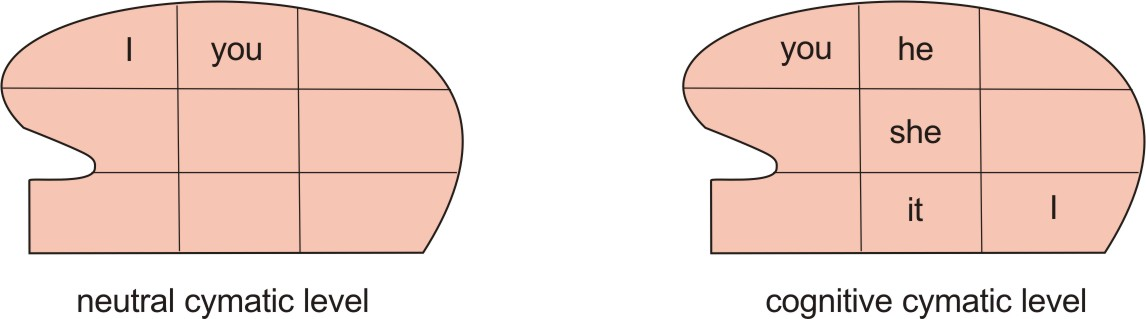 I you
neutral cymatic level
you he
she
it I
cognitive cymatic level